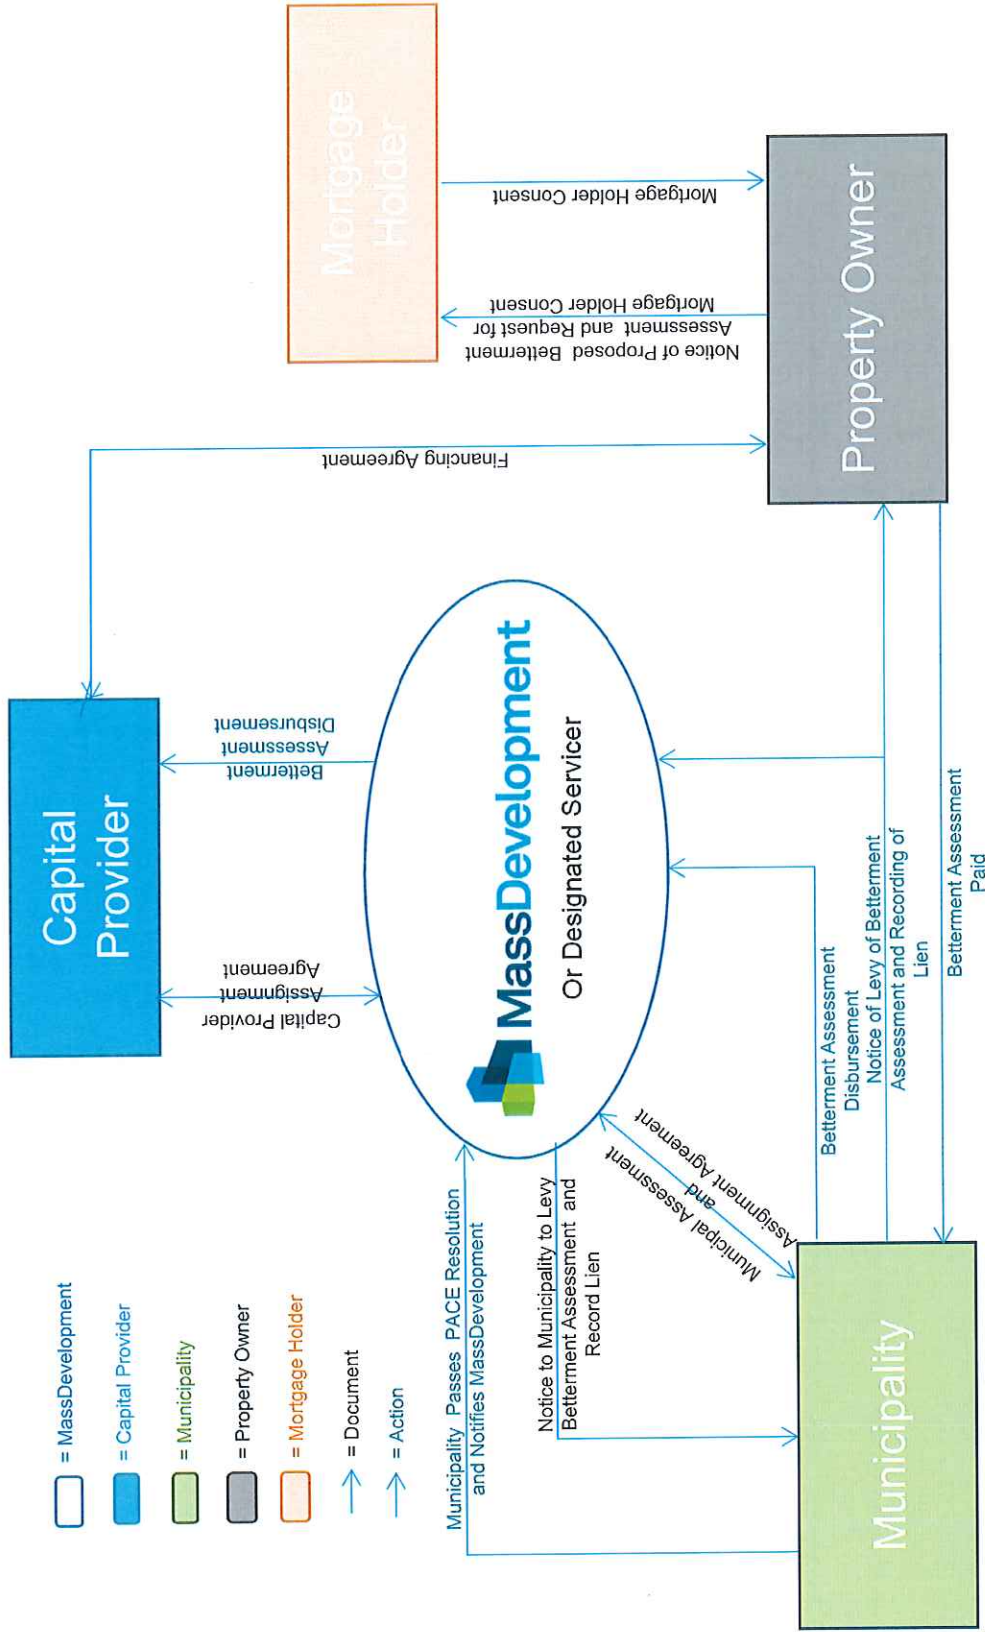 = MassDevelopment
= Capital Provider
= Municipality
= Property Owner
= Mortgage Holder
= Document
= Action
Capital
Provider
Mortgage
Holder
Capital Provider
Assignment
Agreement
Betterment
Assessment
Disbursement
Financing Agreement
Notice of Proposed Betterment
Assessment and Request for
Mortgage Holder Consent
Mortgage Holder Consent
MassDevelopment
Or Designated Servicer
Municipality Passes PACE Resolution
and Notifies MassDevelopment
Notice to Municipality to Levy
Betterment Assessment and
Record Lien
Municipal Assessment
and
Assignment Agreement
Betterment Assessment
Disbursement
Notice of Levy of Betterment
Assessment and Recording of
Lien
Betterment Assessment
Paid
Municipality
Property Owner